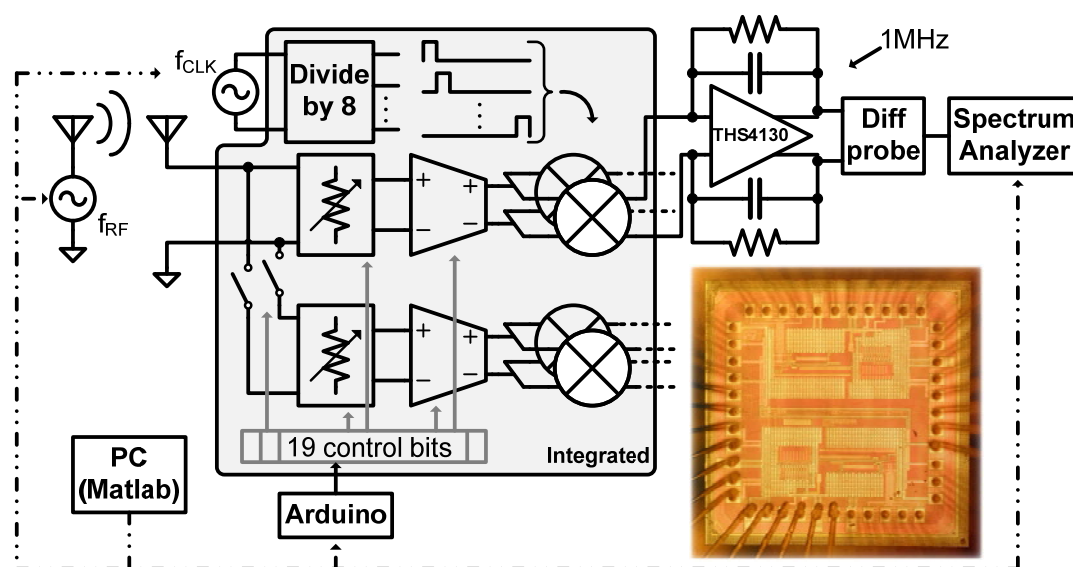 1MHz
fCLK
Divide
by 8
THS4130
Diff
probe
Spectrum
Analyzer
fRF
+
+
−
−
+
+
−
−
19 control bits
Integrated
PC
(Matlab)
Arduino